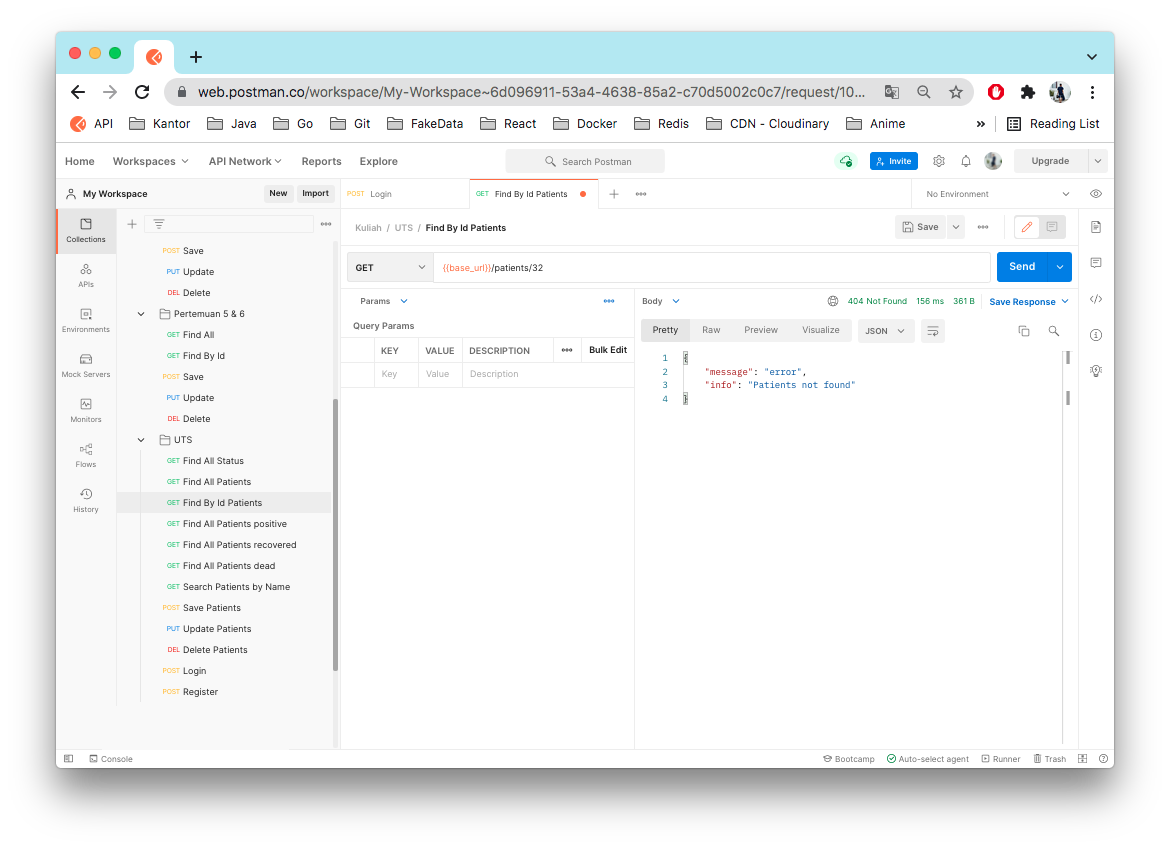 web.postman.co/workspace/My-Workspace~6d096911-53a4-4638-85a2-c70d5002c0c7/request/10...
API Kantor Java Go Git FakeData React Docker Redis CDN - Cloudinary Anime » Reading List
Home Workspaces API Network Reports Explore Search Postman Invite Upgrade
My Workspace New Import
POST Login GET Find By Id Patients No Environment
Collections
APIs
Environments
Mock Servers
Monitors
Flows
History
POST Save
PUT Update
DEL Delete
Pertemuan 5 & 6
GET Find All
GET Find By Id
POST Save
PUT Update
DEL Delete
UTS
GET Find All Status
GET Find All Patients
GET Find By Id Patients
GET Find All Patients positive
GET Find All Patients recovered
GET Find All Patients dead
GET Search Patients by Name
POST Save Patients
PUT Update Patients
DEL Delete Patients
POST Login
POST Register
Kuliah / UTS / Find By Id Patients Save
GET {{base_url}}/patients/32 Send
Params
Query Params
KEY VALUE DESCRIPTION Bulk Edit
Key Value Description
Body 404 Not Found 156 ms 361 B Save Response
Pretty Raw Preview Visualize JSON
1 {
2 "message": "error",
3 "info": "Patients not found"
4 }
Console Bootcamp Auto-select agent Runner Trash